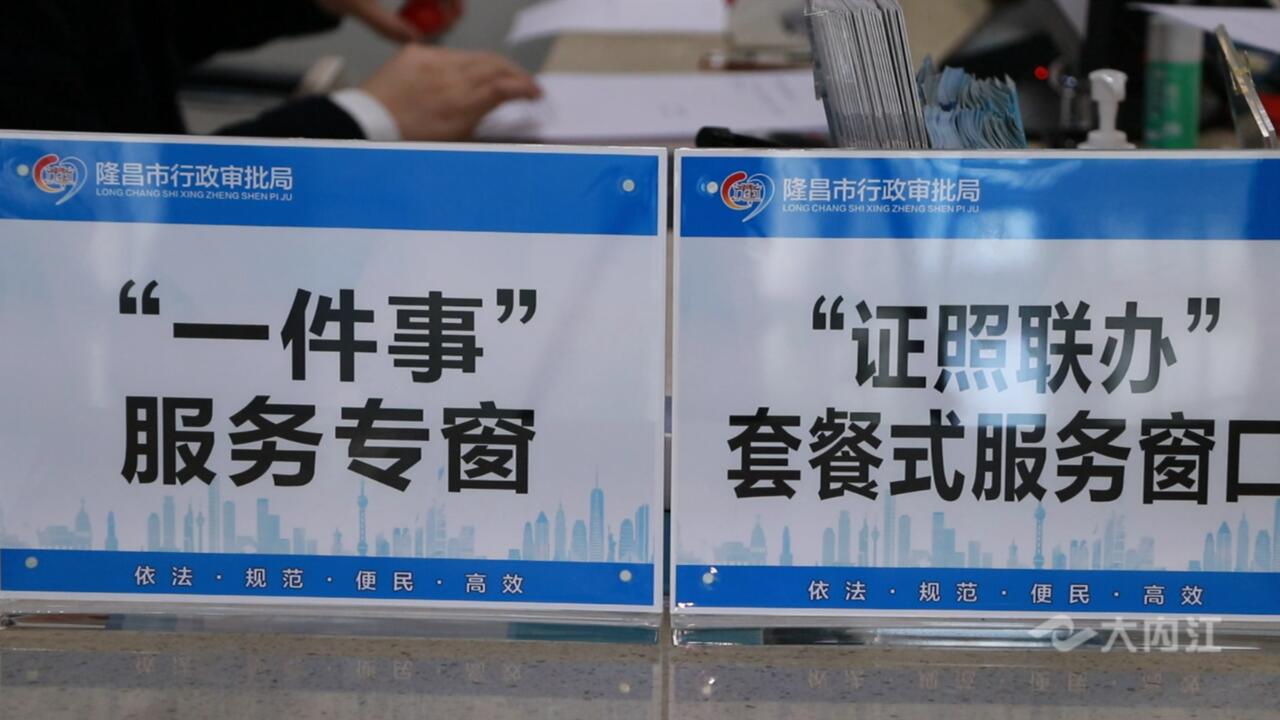 隆昌市行政审批局
LONG CHANG SHI XING ZHENG SHEN PI JU
“一件事”
服务专窗
依法·规范·便民·高效
隆昌市行政审批局
LONG CHANG SHI XING ZHENG SHEN PI JU
“证照联办”
套餐式服务窗口
依法·规范·便民·高效
大内江